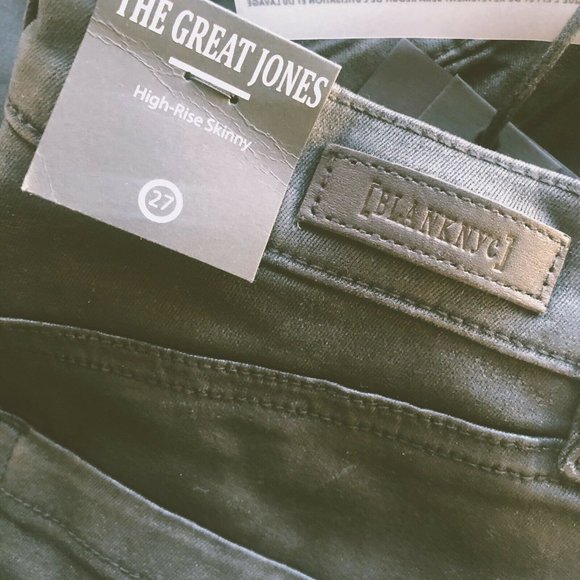 THE GREAT JONES
High-Rise Skinny
27
[BLANKNYC]